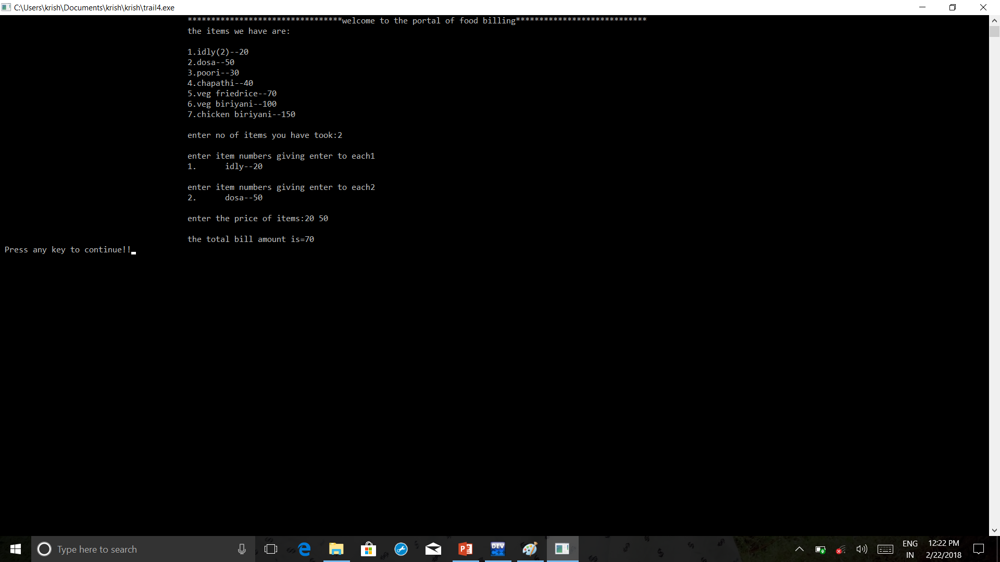 C:\Users\krish\Documents\krish\krish\trail4.exe
*********************************welcome to the portal of food billing****************************
the items we have are:
1.idly(2)--20
2.dosa--50
3.poori--30
4.chapathi--40
5.veg friedrice--70
6.veg biriyani--100
7.chicken biriyani--150
enter no of items you have took:2
enter item numbers giving enter to each1
1.      idly--20
enter item numbers giving enter to each2
2.      dosa--50
enter the price of items:20 50
the total bill amount is=70
Press any key to continue!!
Type here to search
DEV C++
ENG
IN
12:22 PM
2/22/2018